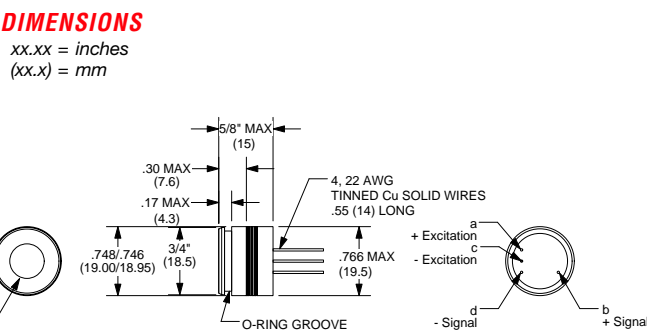 DIMENSIONS
xx.xx = inches
(xx.x) = mm
5/8" MAX
(15)
.30 MAX
(7.6)
.17 MAX
(4.3)
4, 22 AWG
TINNED Cu SOLID WIRES
.55 (14) LONG
.748/.746
(19.00/18.95)
3/4"
(18.5)
.766 MAX
(19.5)
O-RING GROOVE
a
+ Excitation
c
- Excitation
d
- Signal
b
+ Signal